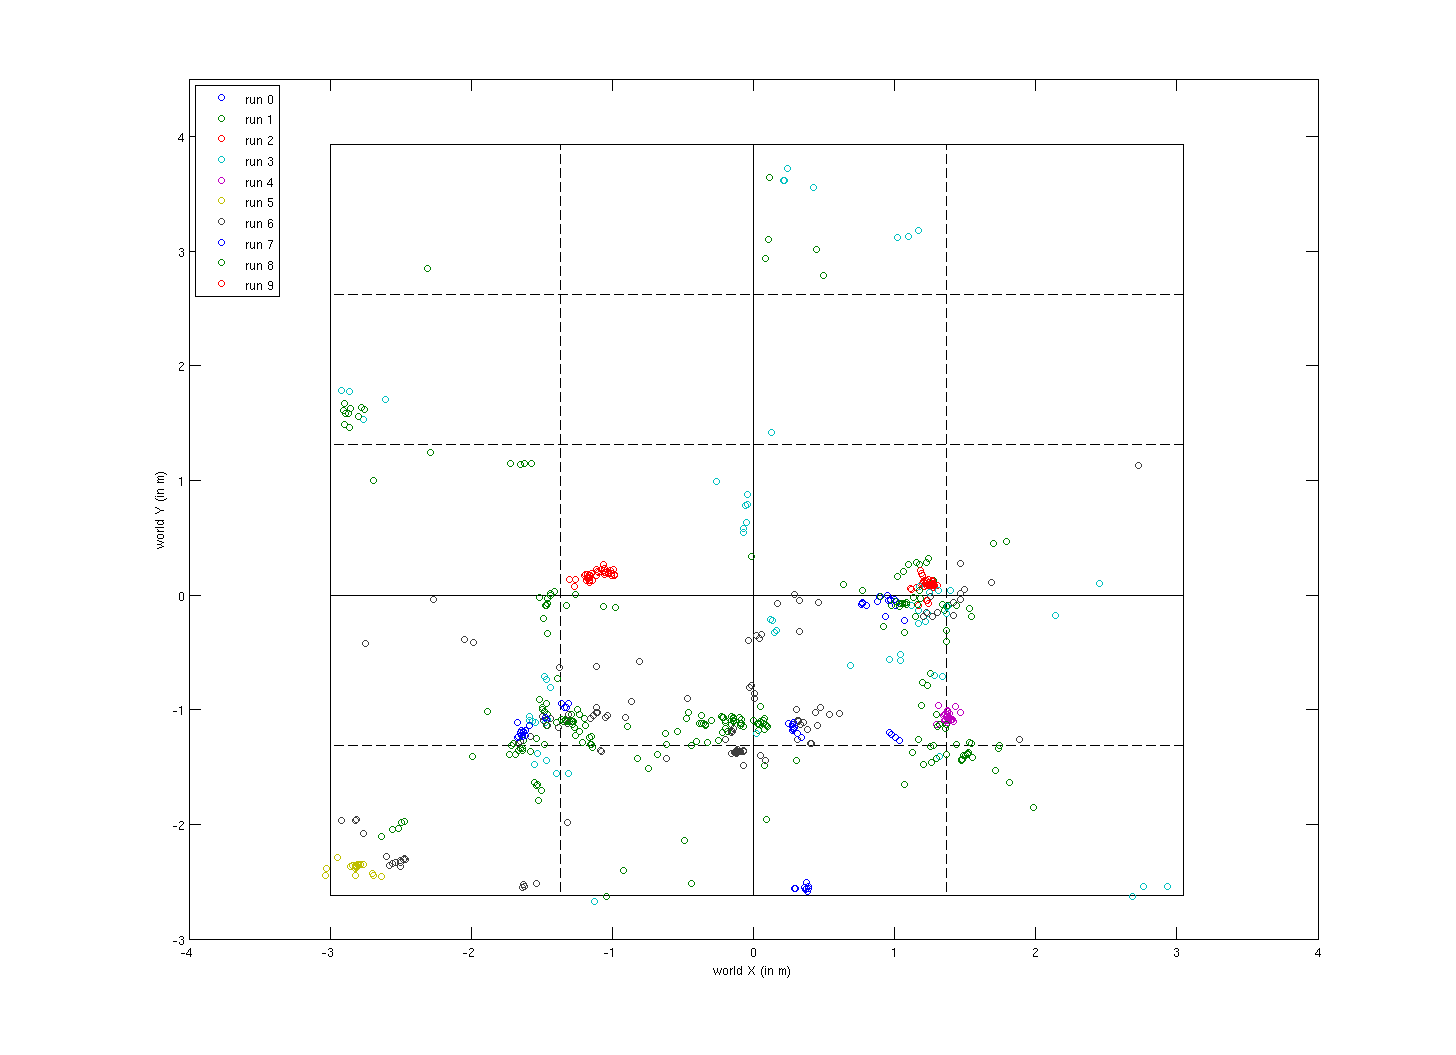 run 0
run 1
run 2
run 3
run 4
run 5
run 6
run 7
run 8
run 9
4
3
2
1
0
-1
-2
-3
world Y (in m)
-4
-3
-2
-1
0
1
2
3
4
world X (in m)